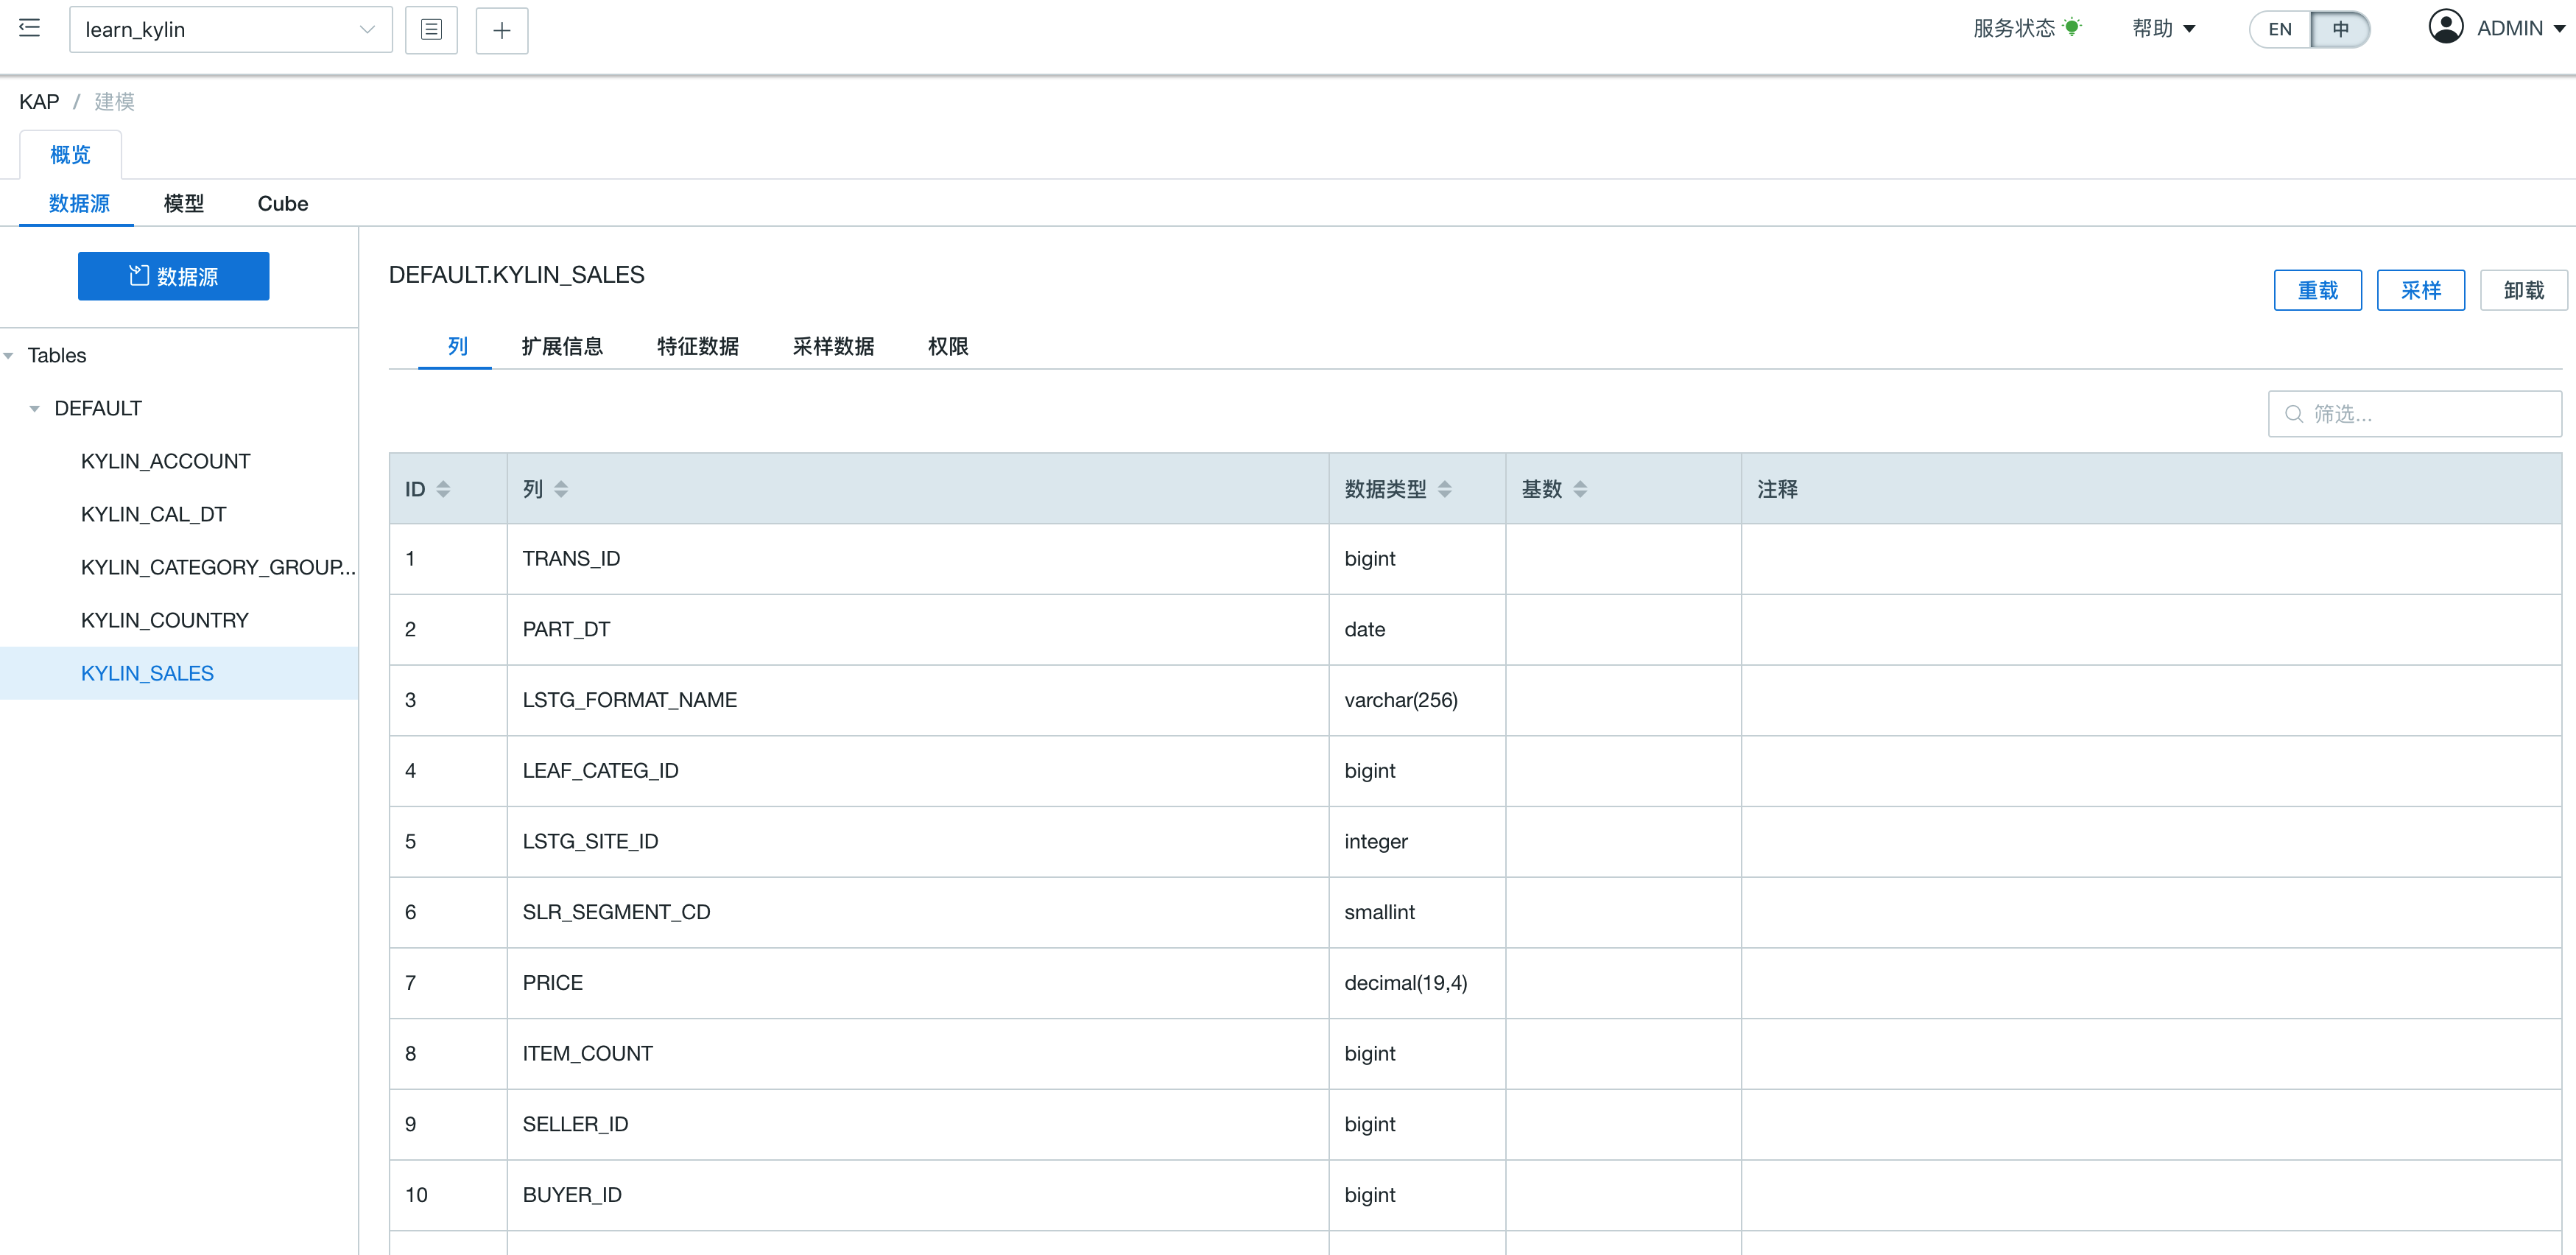 learn_kylin
服务状态 帮助 EN 中 ADMIN
KAP / 建模
概览
数据源 模型 Cube
数据源
Tables
DEFAULT
KYLIN_ACCOUNT
KYLIN_CAL_DT
KYLIN_CATEGORY_GROUP...
KYLIN_COUNTRY
KYLIN_SALES
DEFAULT.KYLIN_SALES
重载 采样 卸载
列 扩展信息 特征数据 采样数据 权限
筛选...
ID 列 数据类型 基数 注释
1 TRANS_ID bigint
2 PART_DT date
3 LSTG_FORMAT_NAME varchar(256)
4 LEAF_CATEG_ID bigint
5 LSTG_SITE_ID integer
6 SLR_SEGMENT_CD smallint
7 PRICE decimal(19,4)
8 ITEM_COUNT bigint
9 SELLER_ID bigint
10 BUYER_ID bigint